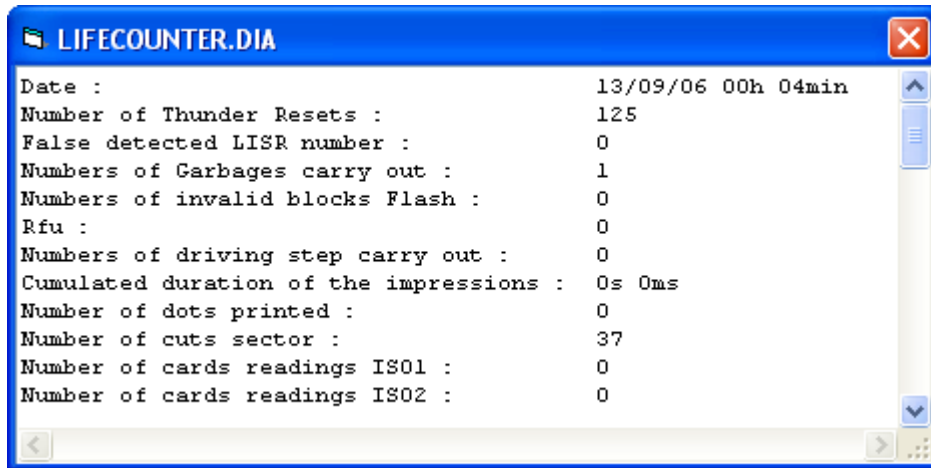 LIFECOUNTER.DIA
Date : 13/09/06 00h 04min
Number of Thunder Resets : 125
False detected LISR number : 0
Numbers of Garbages carry out : 1
Numbers of invalid blocks Flash : 0
Rfu : 0
Numbers of driving step carry out : 0
Cumulated duration of the impressions : 0s 0ms
Number of dots printed : 0
Number of cuts sector : 37
Number of cards readings ISO1 : 0
Number of cards readings ISO2 : 0